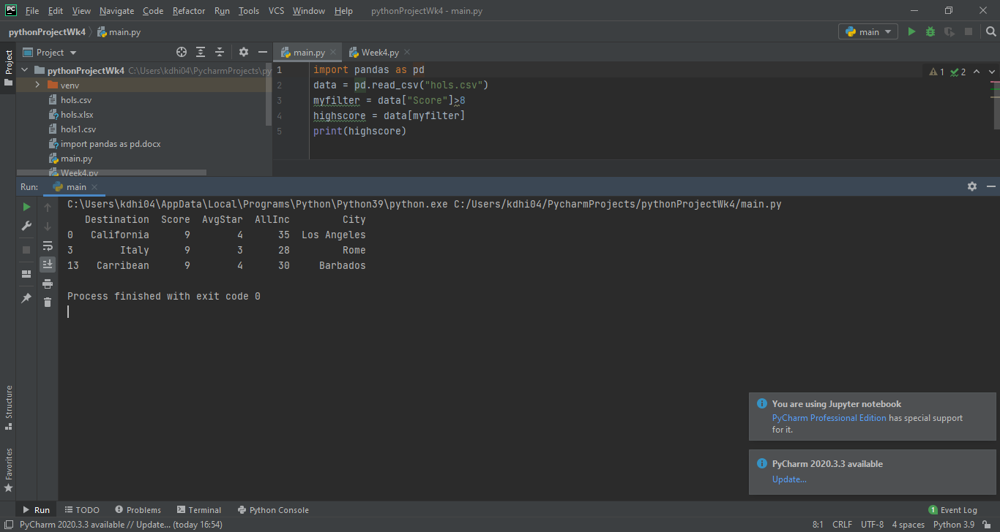 PC File Edit View Navigate Code Refactor Run Tools VCS Window Help pythonProjectWk4 - main.py
pythonProjectWk4 main.py main
Project
Project main.py Week4.py
pythonProjectWk4 C:\Users\kdhi04\PycharmProjects\py
venv
hols.csv
hols.xlsx
hols1.csv
import pandas as pd.docx
main.py
Week4.py
1 import pandas as pd
2 data = pd.read_csv("hols.csv")
3 myfilter = data["Score"]>8
4 highscore = data[myfilter]
5 print(highscore)
1 2
Run: main
C:\Users\kdhi04\AppData\Local\Programs\Python\Python39\python.exe C:/Users/kdhi04/PycharmProjects/pythonProjectWk4/main.py
Destination Score AvgStar AllInc City
0 California 9 4 35 Los Angeles
3 Italy 9 3 28 Rome
13 Carribean 9 4 30 Barbados
Process finished with exit code 0
Structure
Favorites
You are using Jupyter notebook
PyCharm Professional Edition has special support
for it.
PyCharm 2020.3.3 available
Update...
Run TODO Problems Terminal Python Console 1 Event Log
PyCharm 2020.3.3 available // Update... (today 16:54) 8:1 CRLF UTF-8 4 spaces Python 3.9